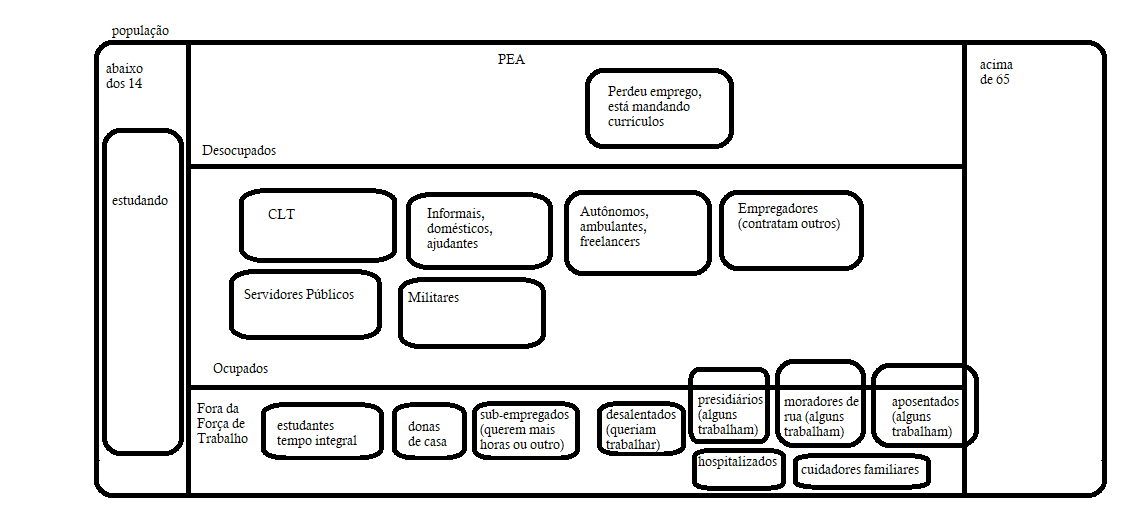 população
abaixo
dos 14
PEA
acima
de 65
Perdeu emprego,
está mandando
currículos
Desocupados
estudando
CLT
Informais,
domésticos,
ajudantes
Autônomos,
ambulantes,
freelancers
Empregadores
(contratam outros)
Servidores Públicos
Militares
Ocupados
Fora da
Força de
Trabalho
estudantes
tempo integral
donas
de casa
sub-empregados
(querem mais
horas ou outro)
desalentados
(queriam
trabalhar)
presidiários
(alguns
trabalham)
moradores de
rua (alguns
trabalham)
aposentados
(alguns
trabalham)
hospitalizados
cuidadores familiares